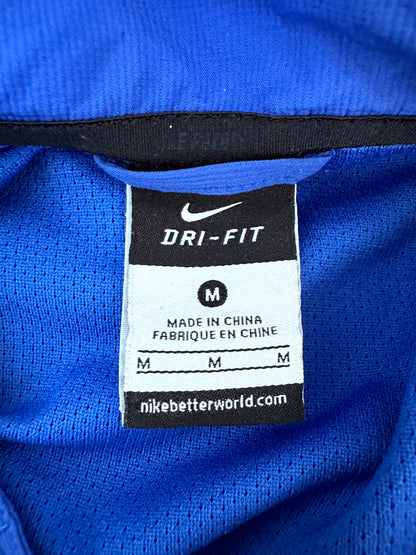 DRI-FIT
M
MADE IN CHINA
FABRIQUE EN CHINE
M M M
nikebetterworld.com